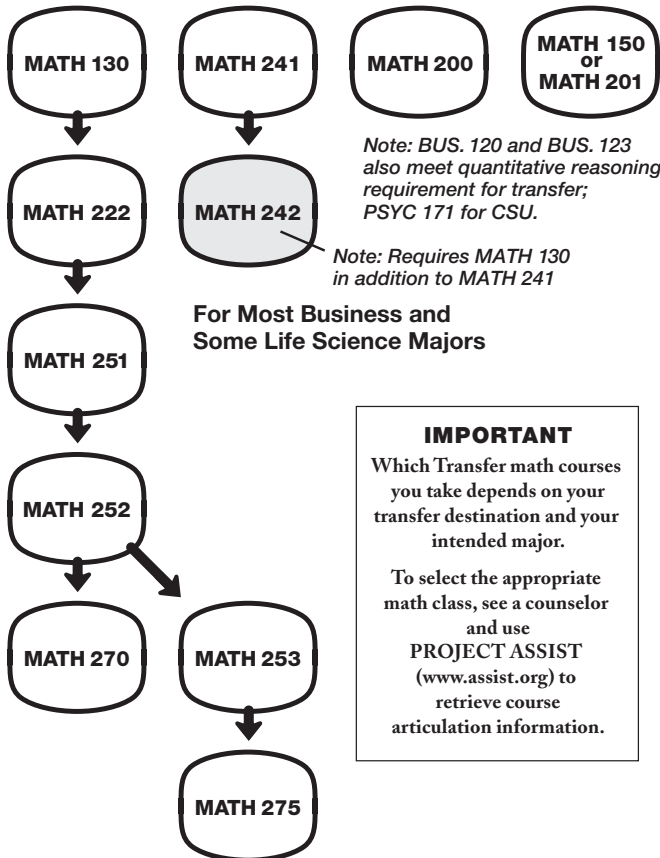 MATH 130
MATH 241
MATH 200
MATH 150
or
MATH 201
Note: BUS. 120 and BUS. 123
also meet quantitative reasoning
requirement for transfer;
PSYC 171 for CSU.
MATH 222
MATH 242
Note: Requires MATH 130
in addition to MATH 241
For Most Business and
Some Life Science Majors
MATH 251
MATH 252
MATH 270
MATH 253
MATH 275
IMPORTANT
Which Transfer math courses
you take depends on your
transfer destination and your
intended major.
To select the appropriate
math class, see a counselor
and use
PROJECT ASSIST
(www.assist.org) to
retrieve course
articulation information.